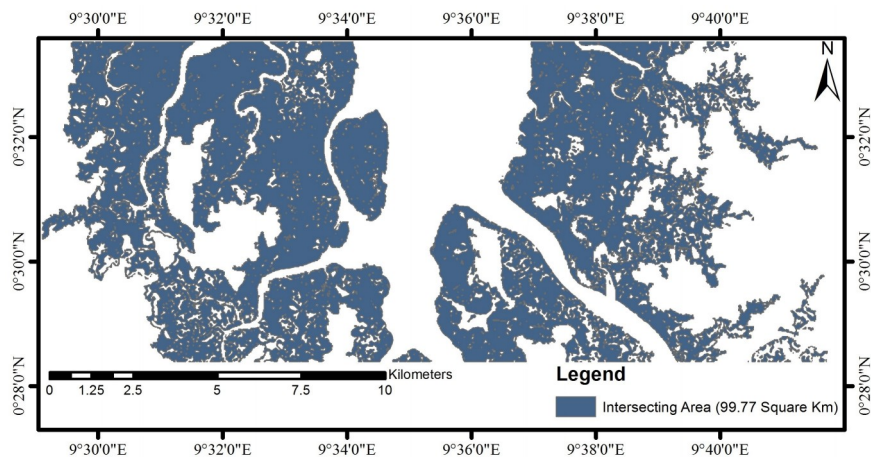 9°30'0"E 9°32'0"E 9°34'0"E 9°36'0"E 9°38'0"E 9°40'0"E
N
0°32'0"N 0°32'0"N
0°30'0"N 0°30'0"N
0°28'0"N 0°28'0"N
Kilometers
0 1.25 2.5 5 7.5 10
Legend
Intersecting Area (99.77 Square Km)
9°30'0"E 9°32'0"E 9°34'0"E 9°36'0"E 9°38'0"E 9°40'0"E